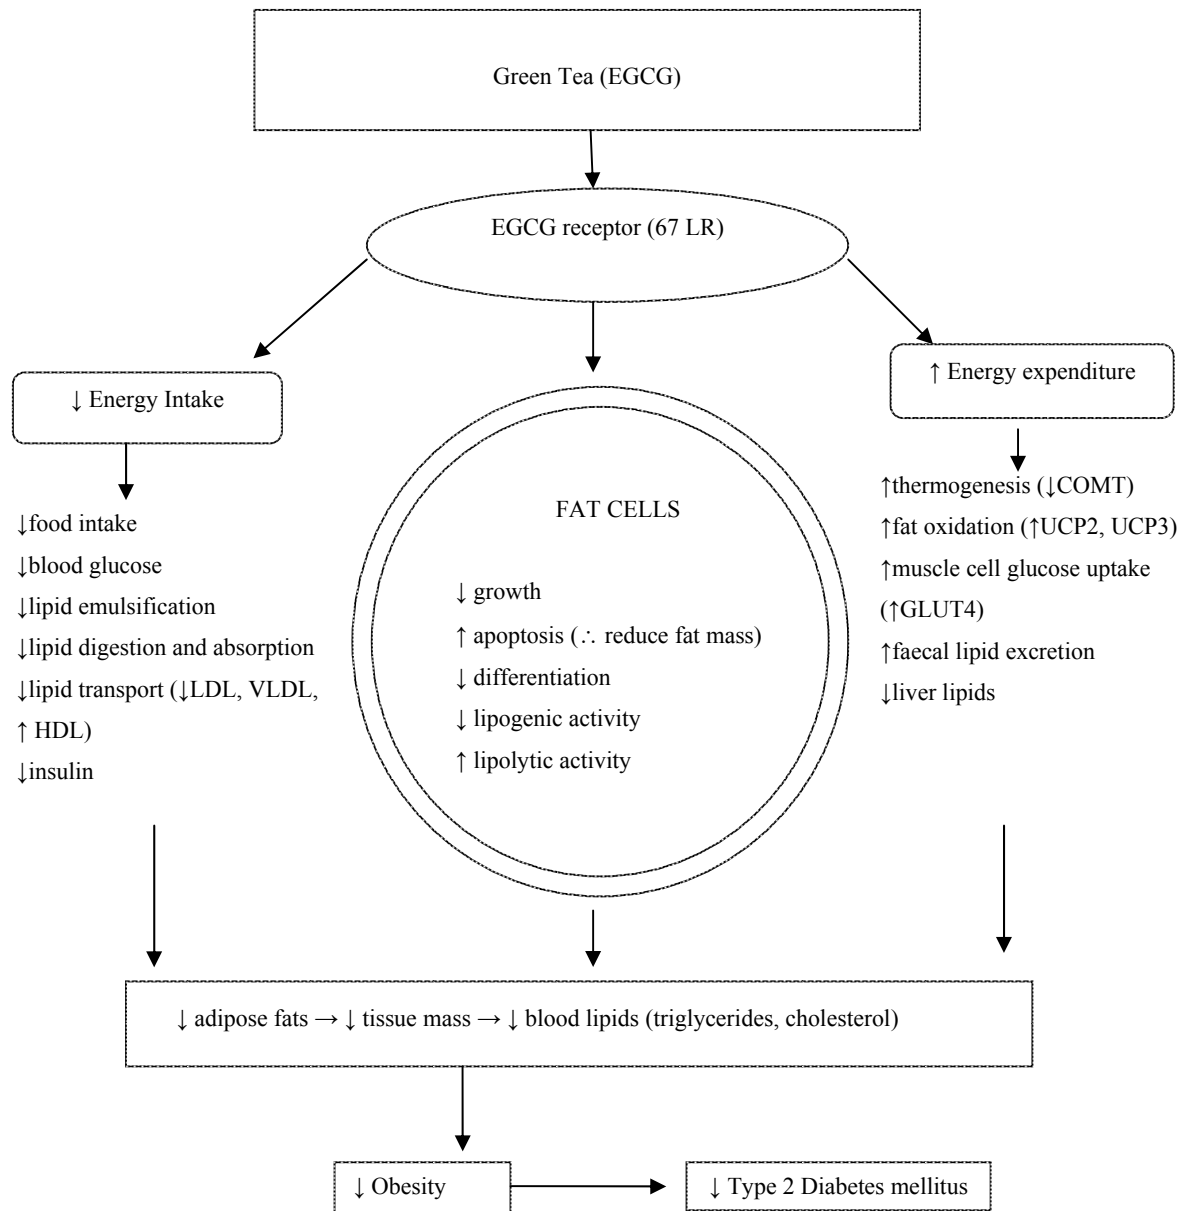 Green Tea (EGCG)
EGCG receptor (67 LR)
↓ Energy Intake
↓food intake
↓blood glucose
↓lipid emulsification
↓lipid digestion and absorption
↓lipid transport (↓LDL, VLDL,
↑ HDL)
↓insulin
FAT CELLS
↓ growth
↑ apoptosis (∴ reduce fat mass)
↓ differentiation
↓ lipogenic activity
↑ lipolytic activity
↑ Energy expenditure
↑thermogenesis (↓COMT)
↑fat oxidation (↑UCP2, UCP3)
↑muscle cell glucose uptake
(↑GLUT4)
↑faecal lipid excretion
↓liver lipids
↓ adipose fats → ↓ tissue mass → ↓ blood lipids (triglycerides, cholesterol)
↓ Obesity
↓ Type 2 Diabetes mellitus